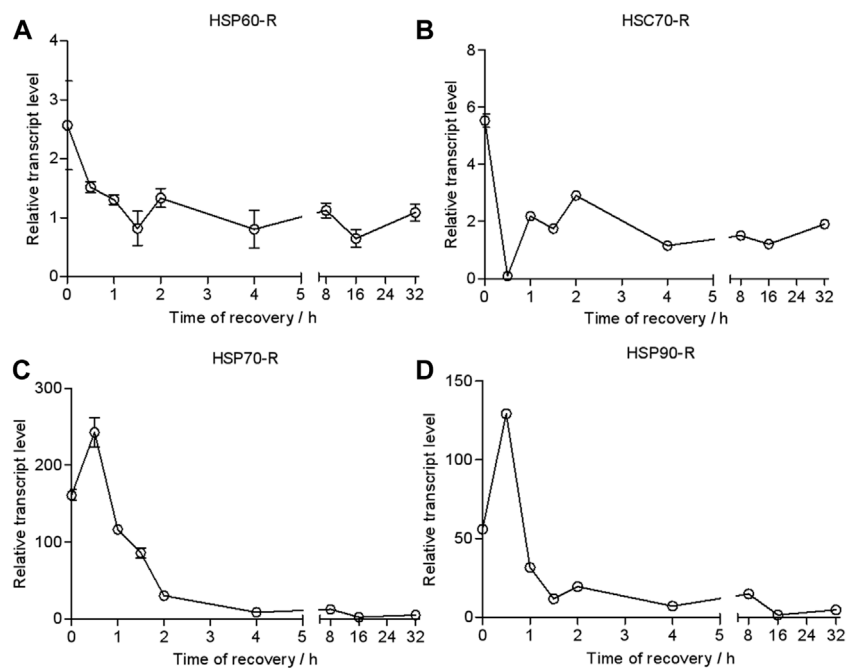 A
HSP60-R
Relative transcript level
4
3
2
1
0
0 1 2 3 4 5 8 16 24 32
Time of recovery / h
B
HSC70-R
Relative transcript level
8
6
4
2
0
0 1 2 3 4 5 8 16 24 32
Time of recovery / h
C
HSP70-R
Relative transcript level
300
200
100
0
0 1 2 3 4 5 8 16 24 32
Time of recovery / h
D
HSP90-R
Relative transcript level
150
100
50
0
0 1 2 3 4 5 8 16 24 32
Time of recovery / h